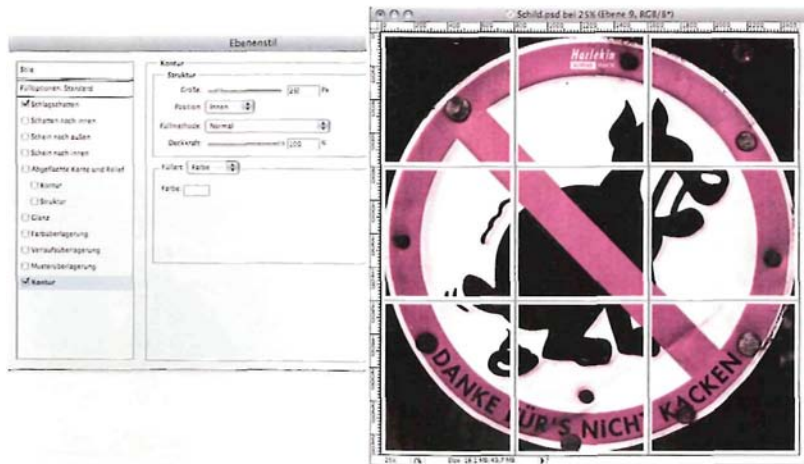 Ebenenstil
Stile
Fülloptionen: Standard
Schlagschatten
Schatten nach innen
Schein nach außen
Schein nach innen
Abgeflachte Kante und Relief
Kontur
Struktur
Glanz
Farbüberlagerung
Verlaufsüberlagerung
Musterüberlagerung
Kontur
Kontur
Struktur
Größe:
Px
Position: Innen
Füllmethode: Normal
Deckkraft: 100 %
Füllart: Farbe
Farbe:
Schild.psd bei 25% (Ebene 9, RGB/8*)
Harlekin
DANKE FÜR'S NiCHT KACKEN
25%